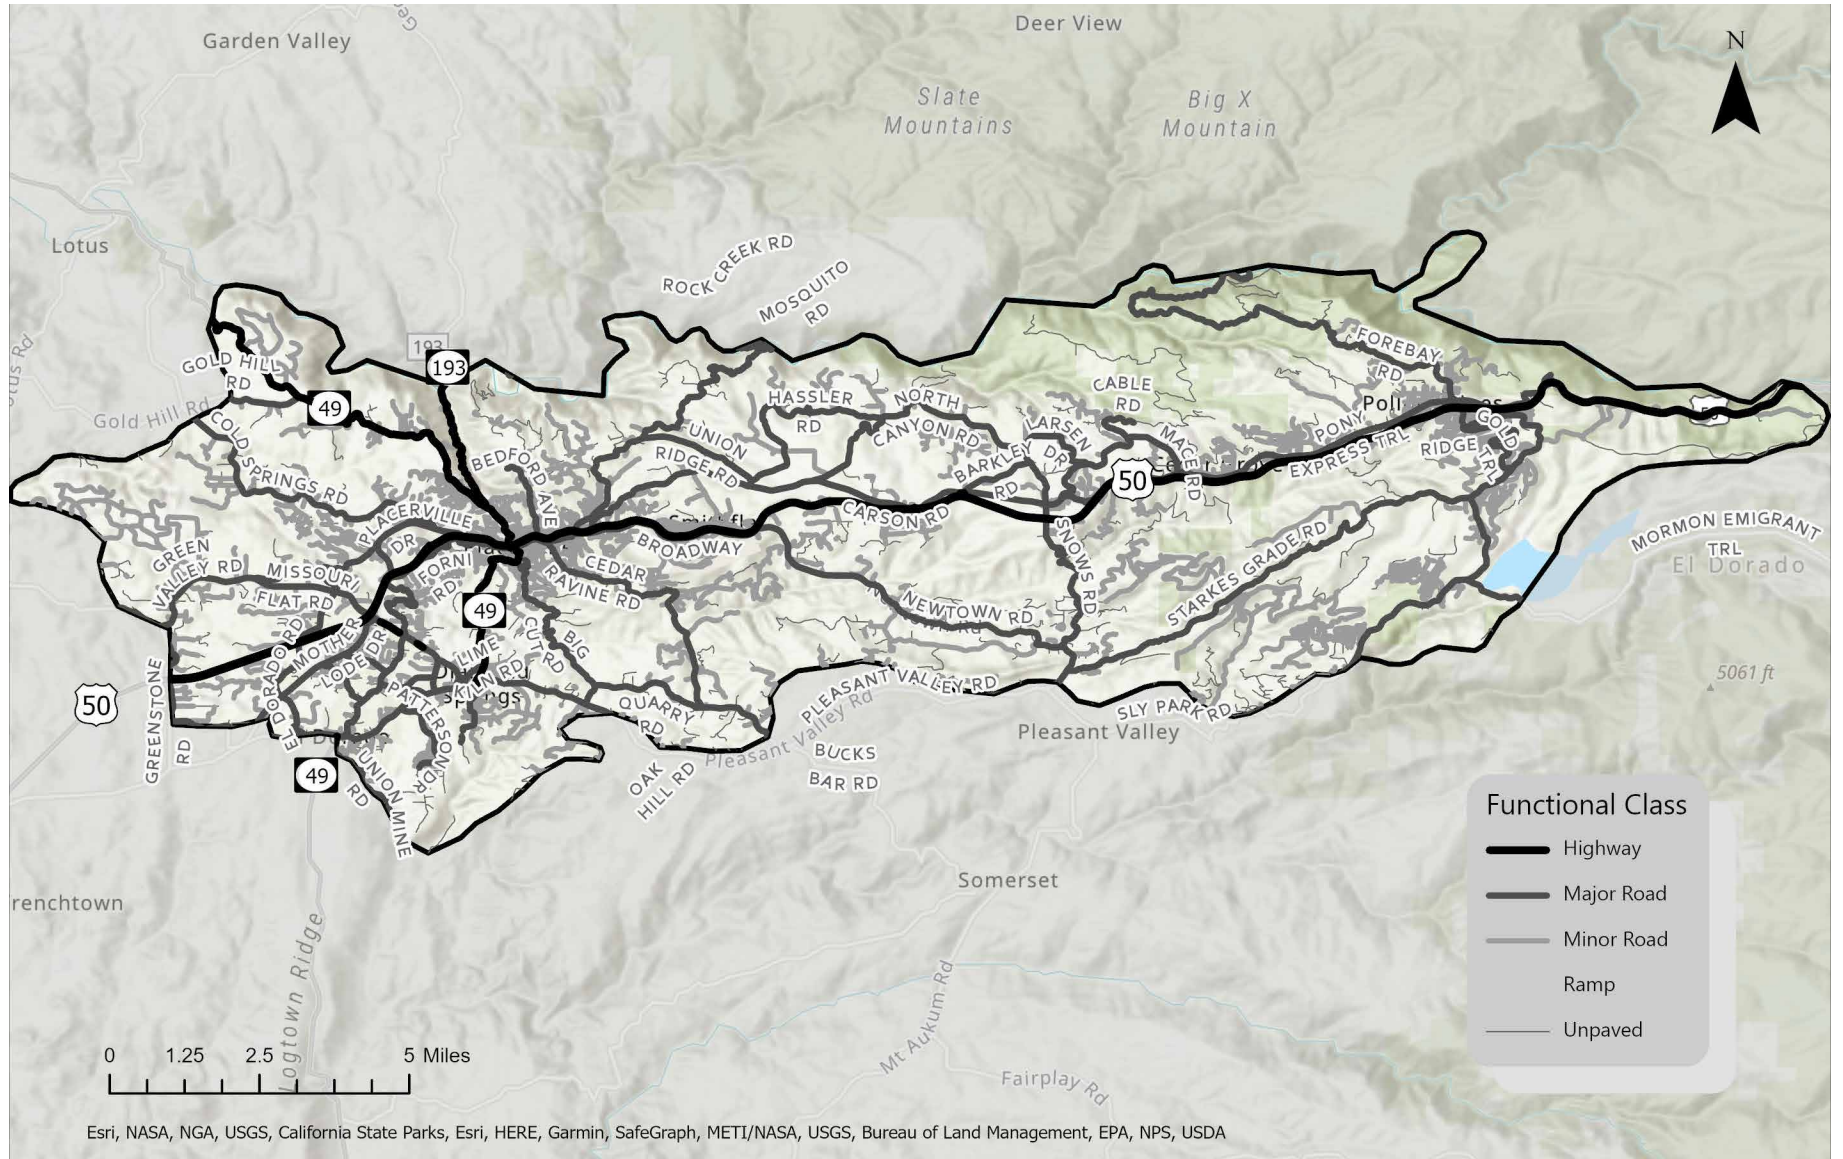 Garden Valley
Deer View
N
Slate
Mountains
Big X
Mountain
Lotus
ROCK CREEK RD
MOSQUITO
RD
193
193
GOLD HILL
RD
49
Gold Hill Rd
FOREBAY
RD
CABLE
RD
HASSLER
RD
NORTH
CANYON RD
COLD
SPRINGS RD
UNION
RIDGE RD
LARSEN
DR
MACE RD
PONY
EXPRESS TRL
GOLD
RIDGE
TRL
BEDFORD AVE
BARKLEY
RD
50
CARSON RD
PLACERVILLE
DR
BROADWAY
SNOWS RD
STARKES GRADE RD
MORMON EMIGRANT
TRL
El Dorado
GREEN
VALLEY RD
MISSOURI
FLAT RD
FORNI
RD
CEDAR
RAVINE RD
49
NEWTOWN RD
MOTHER
LODE DR
EL DORADO RD
LIME
KILN RD
BIG
CUT RD
PATTERSON DR
QUARRY
RD
PLEASANT VALLEY RD
Pleasant Valley Rd
SLY PARK RD
5061 ft
50
GREENSTONE
RD
Pleasant Valley
49
UNION MINE
RD
OAK
HILL RD
BUCKS
BAR RD
Functional Class
Highway
Major Road
Minor Road
Ramp
Unpaved
Somerset
renchtown
Logtown Ridge
Mt Aukum Rd
Fairplay Rd
0 1.25 2.5 5 Miles
Esri, NASA, NGA, USGS, California State Parks, Esri, HERE, Garmin, SafeGraph, METI/NASA, USGS, Bureau of Land Management, EPA, NPS, USDA